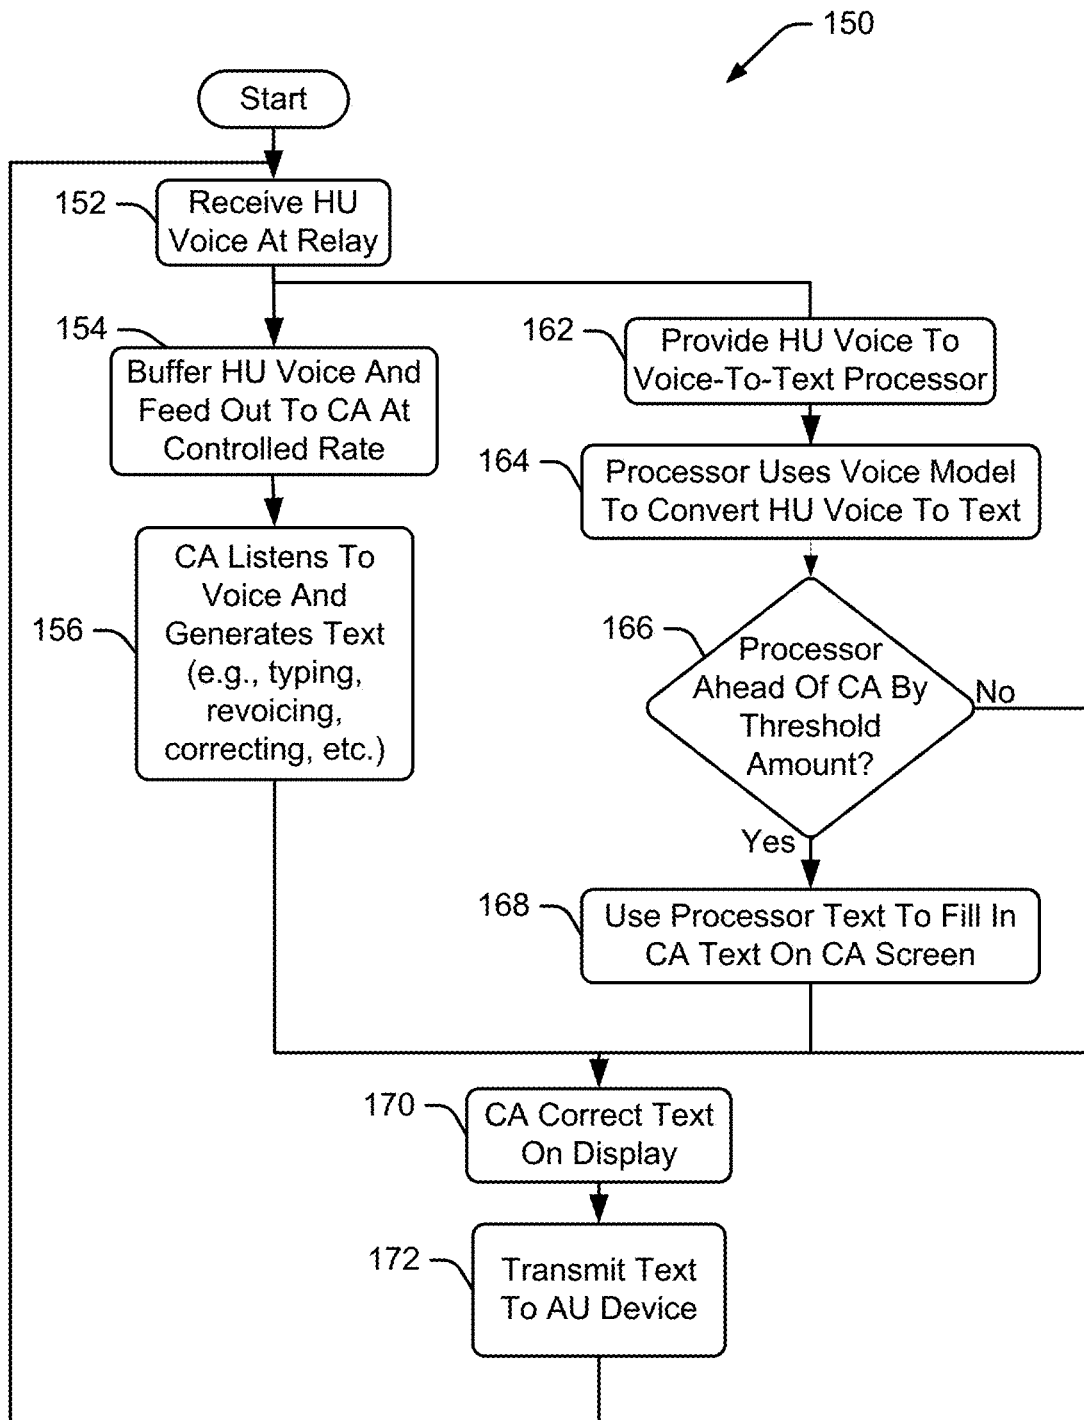 150
Start
152
Receive HU
Voice At Relay
154
Buffer HU Voice And
Feed Out To CA At
Controlled Rate
162
Provide HU Voice To
Voice-To-Text Processor
164
Processor Uses Voice Model
To Convert HU Voice To Text
156
CA Listens To
Voice And
Generates Text
(e.g., typing,
revoicing,
correcting, etc.)
166
Processor
Ahead Of CA By
Threshold
Amount?
No
Yes
168
Use Processor Text To Fill In
CA Text On CA Screen
170
CA Correct Text
On Display
172
Transmit Text
To AU Device